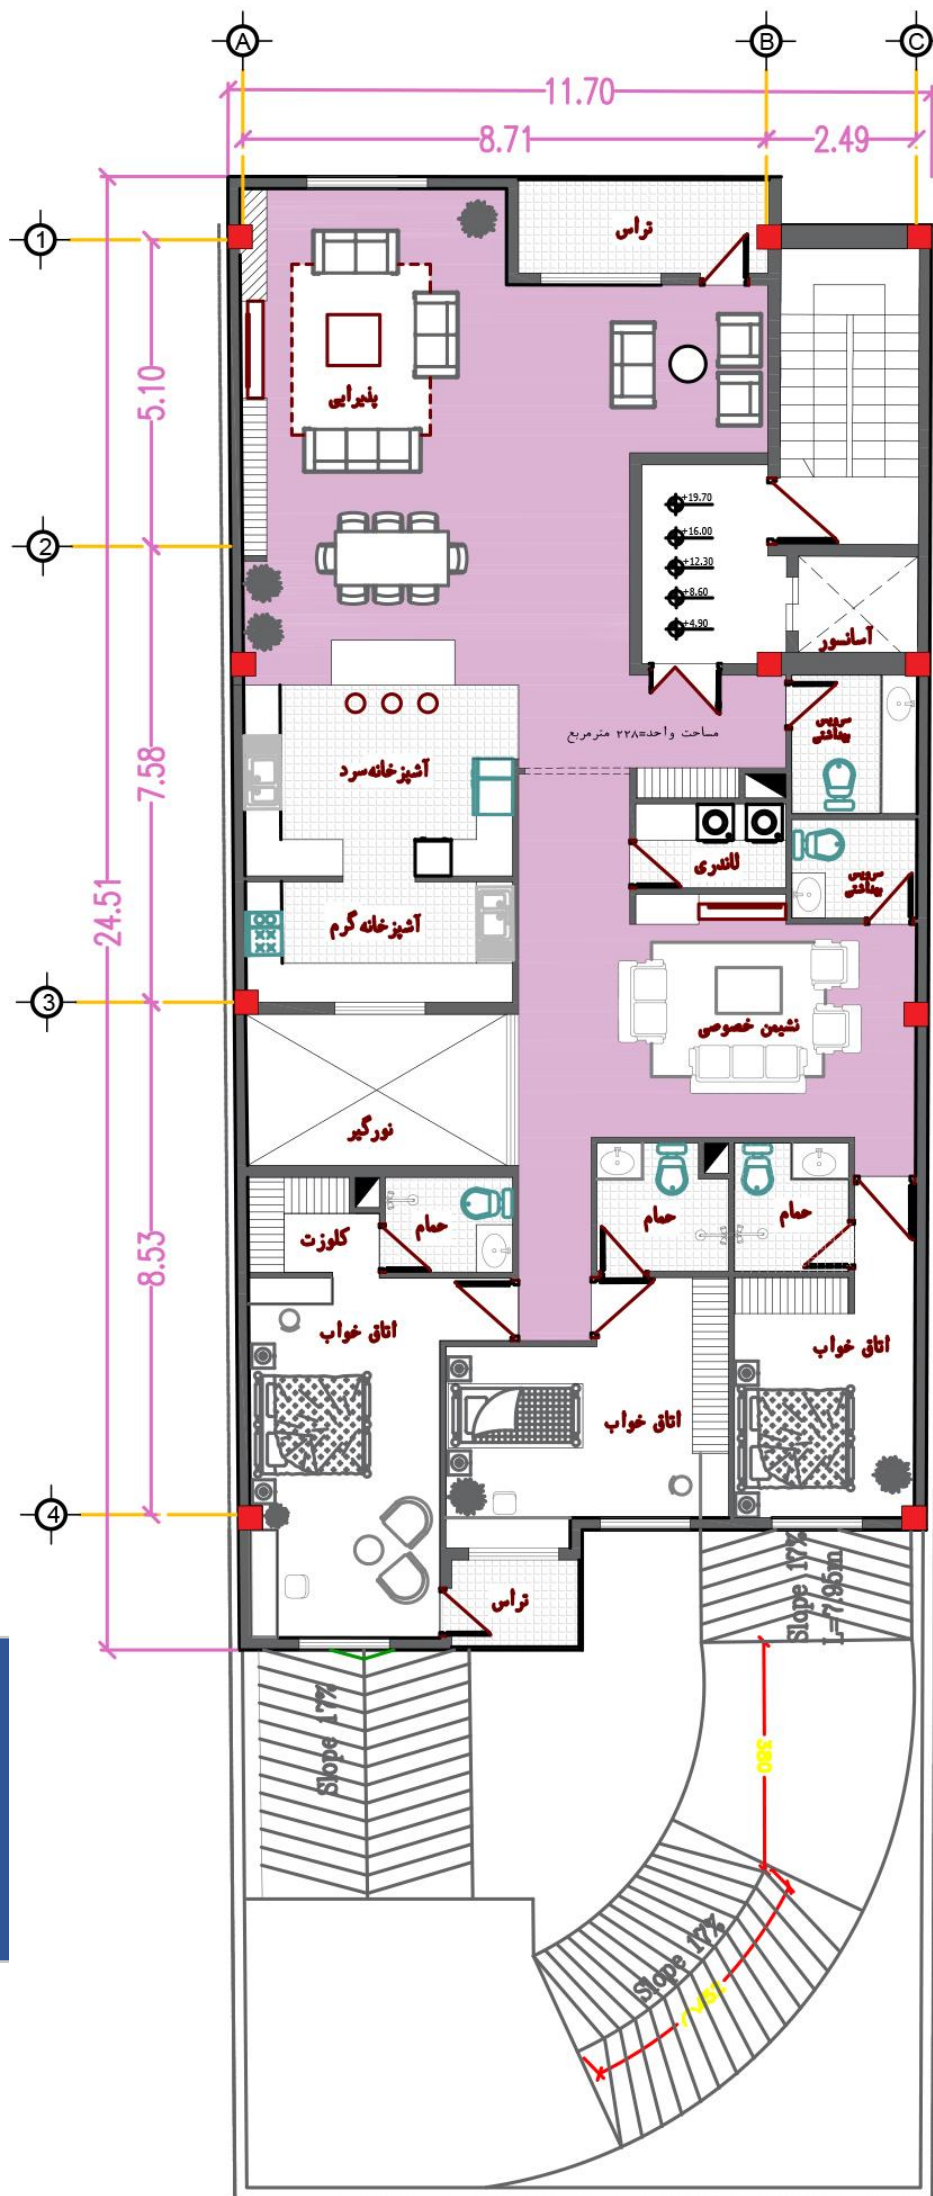 A
B
C
11.70
8.71
2.49
تراس
1
5.10
پذیرایی
+19.70
+16.00
2
+12.30
+8.60
+4.90
آسانسور
سرویس
بهداشتی
مساحت واحد=۲۲۸ مترمربع
آشپزخانه‌سرد
7.58
لاندری
سرویس
بهداشتی
24.51
آشپزخانه گرم
3
نشیمن خصوصی
نورگیر
حمام
حمام
حمام
کلوزت
8.53
اتاق خواب
اتاق خواب
اتاق خواب
4
تراس
Slope 17%
L=7.95m
Slope 17%
380
Slope 17%